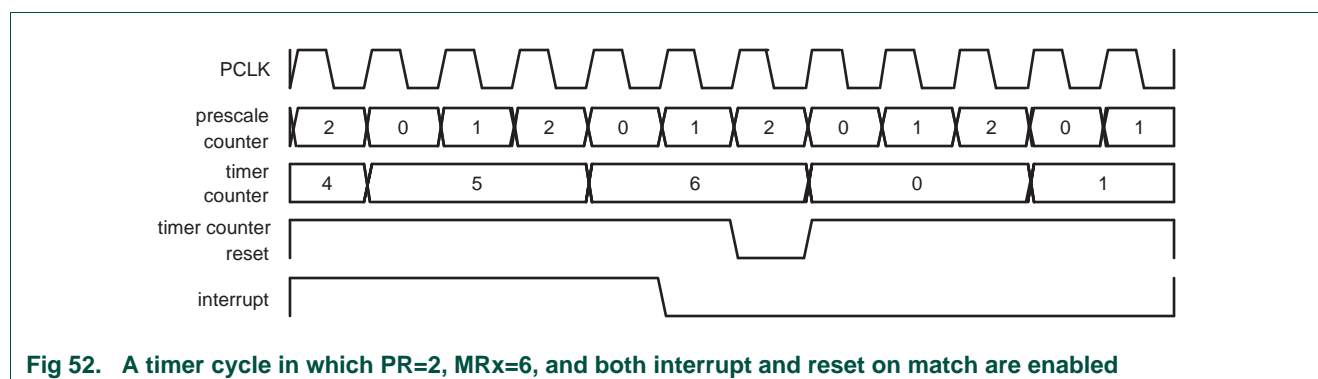 PCLK
prescale
counter
2 0 1 2 0 1 2 0 1 2 0 1
timer
counter
4 5 6 0 1
timer counter
reset
interrupt
Fig 52. A timer cycle in which PR=2, MRx=6, and both interrupt and reset on match are enabled